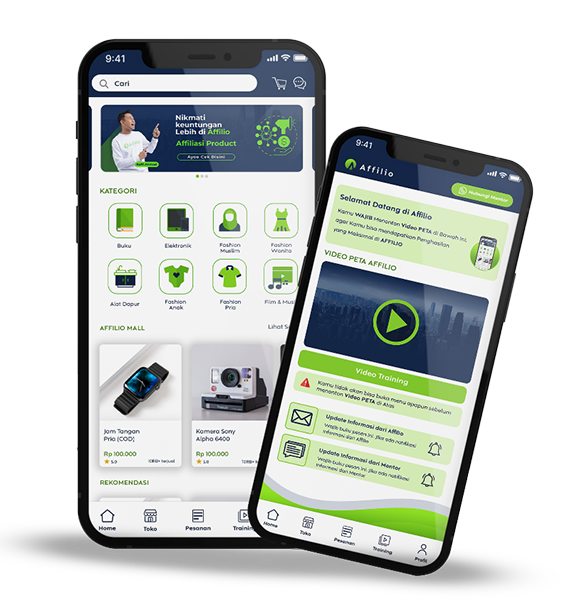 9:41
Cari
Nikmati
keuntungan
Lebih di Affilio
Affiliasi Product
Ayoo Cek Disini
KATEGORI
Buku
Elektronik
Fashion
Muslim
Fashion
Wanita
Alat Dapur
Fashion
Anak
Fashion
Pria
Film & Musi
AFFILIO MALL
Lihat Se
Jam Tangan
Pria (COD)
Rp 100.000
5.0
10RB+ terjual
Kamera Sony
Alpha 6400
Rp 100.000
5.0
10RB+
REKOMENDASI
Home
Toko
Pesanan
Training
9:41
Affilio
Hubungi Mentor
Selamat Datang di Affilio
Kamu WAJIB Menonton Video PETA di Bawah Ini,
agar Kamu bisa mendapatkan Penghasilan
yang Maksimal di AFFILIO
VIDEO PETA AFFILIO
Video Training
Kamu tidak akan bisa buka menu apapun sebelum
menonton Video PETA di Atas
Update Informasi dari Affilio
Wajib buka pesan ini, jika ada notifikasi
Informasi dari Affilio
Update Informasi dari Mentor
Wajib buka pesan ini, jika ada notifikasi
Informasi dari Mentor
Home
Toko
Pesanan
Training
Profil